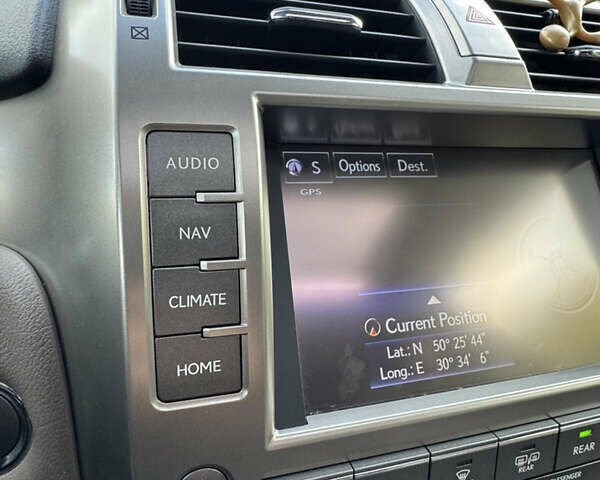 AUDIO
NAV
CLIMATE
HOME
S Options Dest.
GPS
Current Position
Lat.: N 50° 25' 44"
Long.: E 30° 34' 6"
REAR
REAR
PASSENGER